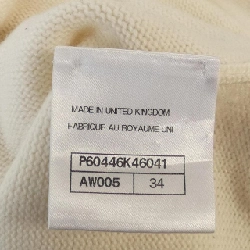 MADE IN UNITED KINGDOM
FABRIQUE AU ROYAUME UNI
P60446K46041
AW005 34